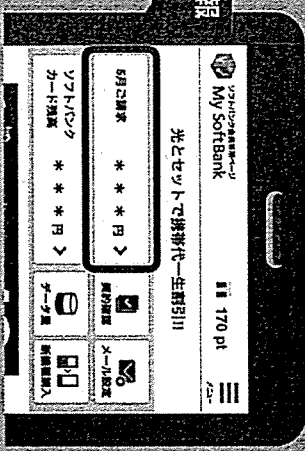 ソフトバンク会員専用ページ
My SoftBank
170 pt
メニュー
光とセットで携帯代一生割引!!
5月ご請求
***円 >
ソフトバンク
カード残高
***円 >
契約確認
メール設定
データ量
新機種購入